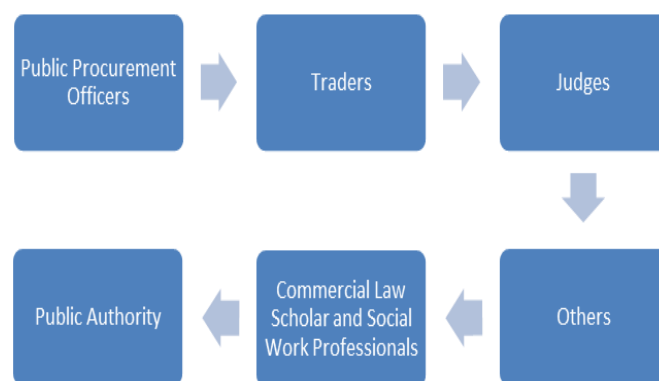 Public Procurement
Officers
Traders
Judges
Others
Commercial Law
Scholar and Social
Work Professionals
Public Authority